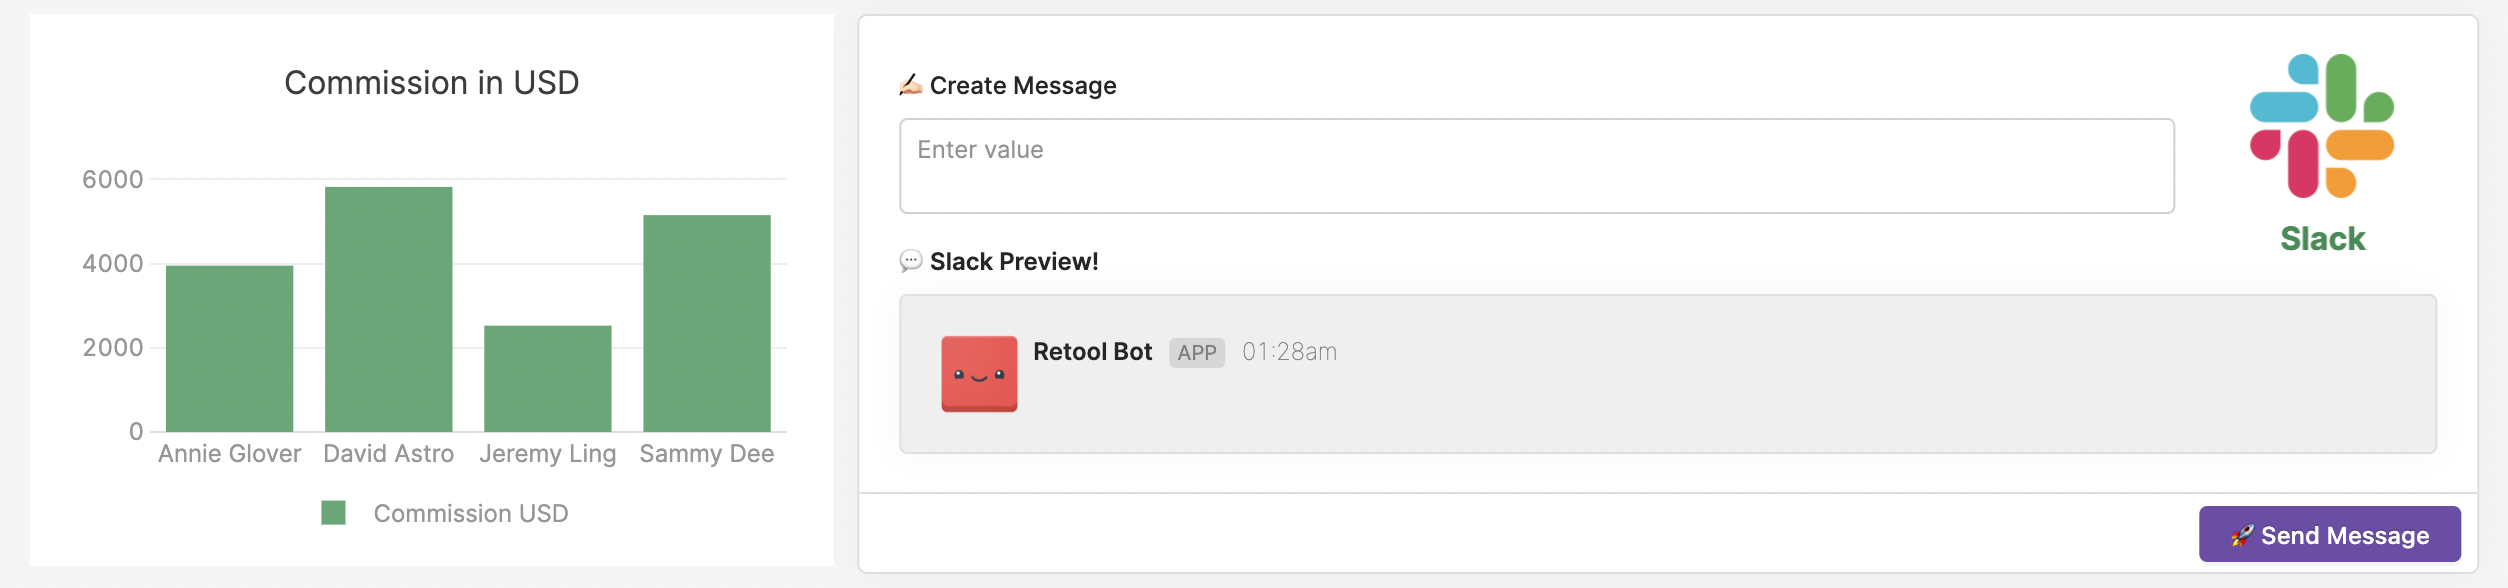 Commission in USD
6000
4000
2000
0
Annie Glover David Astro Jeremy Ling Sammy Dee
Commission USD
✍🏻 Create Message
Enter value
Slack
💬 Slack Preview!
Retool Bot APP 01:28am
🚀 Send Message